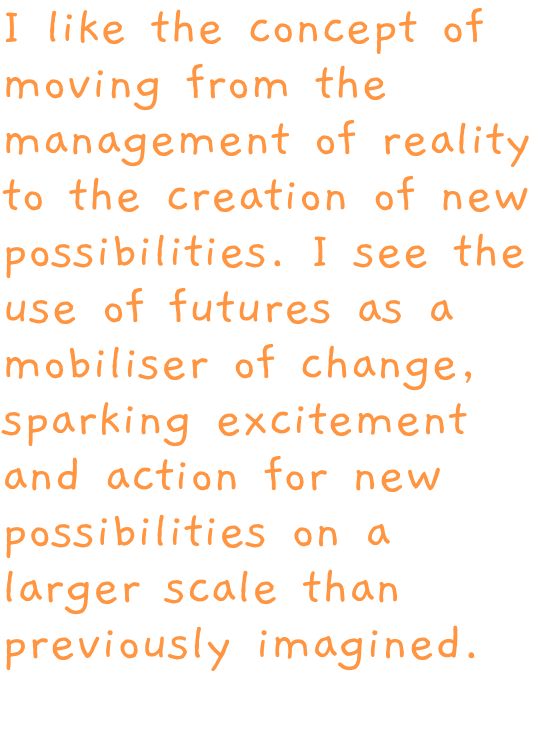 I like the concept of
moving from the
management of reality
to the creation of new
possibilities. I see the
use of futures as a
mobiliser of change,
sparking excitement
and action for new
possibilities on a
larger scale than
previously imagined.